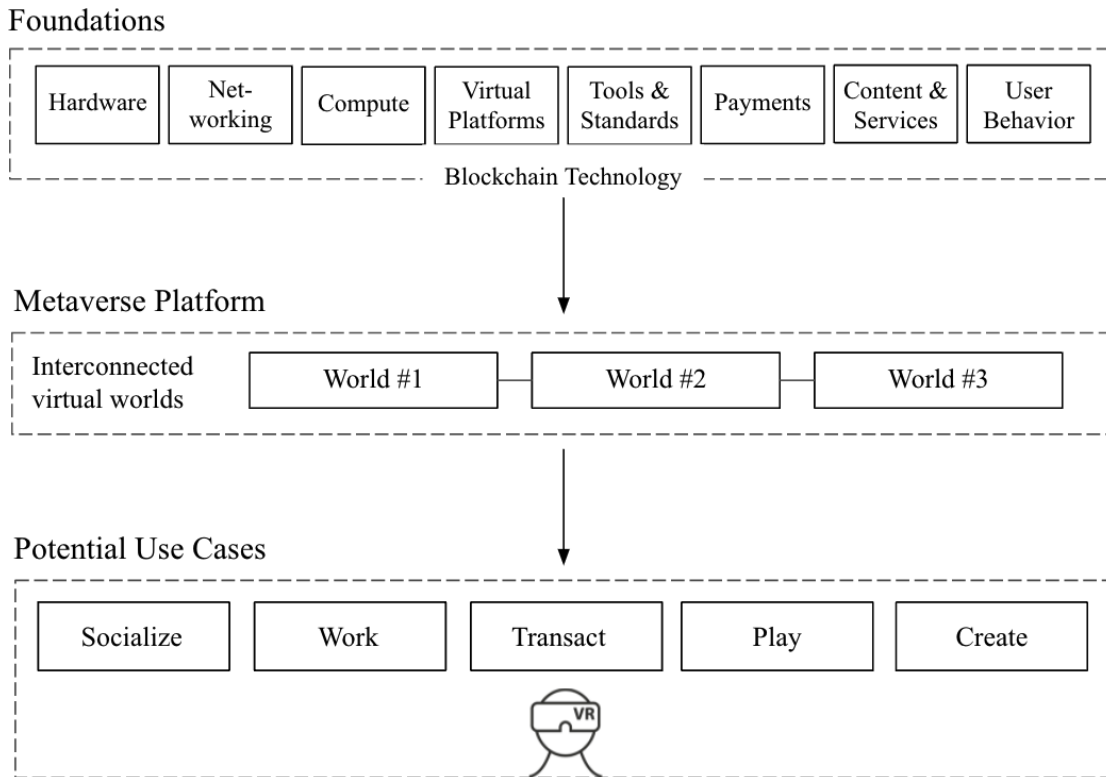 Foundations
Hardware
Net-
working
Compute
Virtual
Platforms
Tools &
Standards
Payments
Content &
Services
User
Behavior
Blockchain Technology
Metaverse Platform
Interconnected
virtual worlds
World #1
World #2
World #3
Potential Use Cases
Socialize
Work
Transact
Play
Create
VR